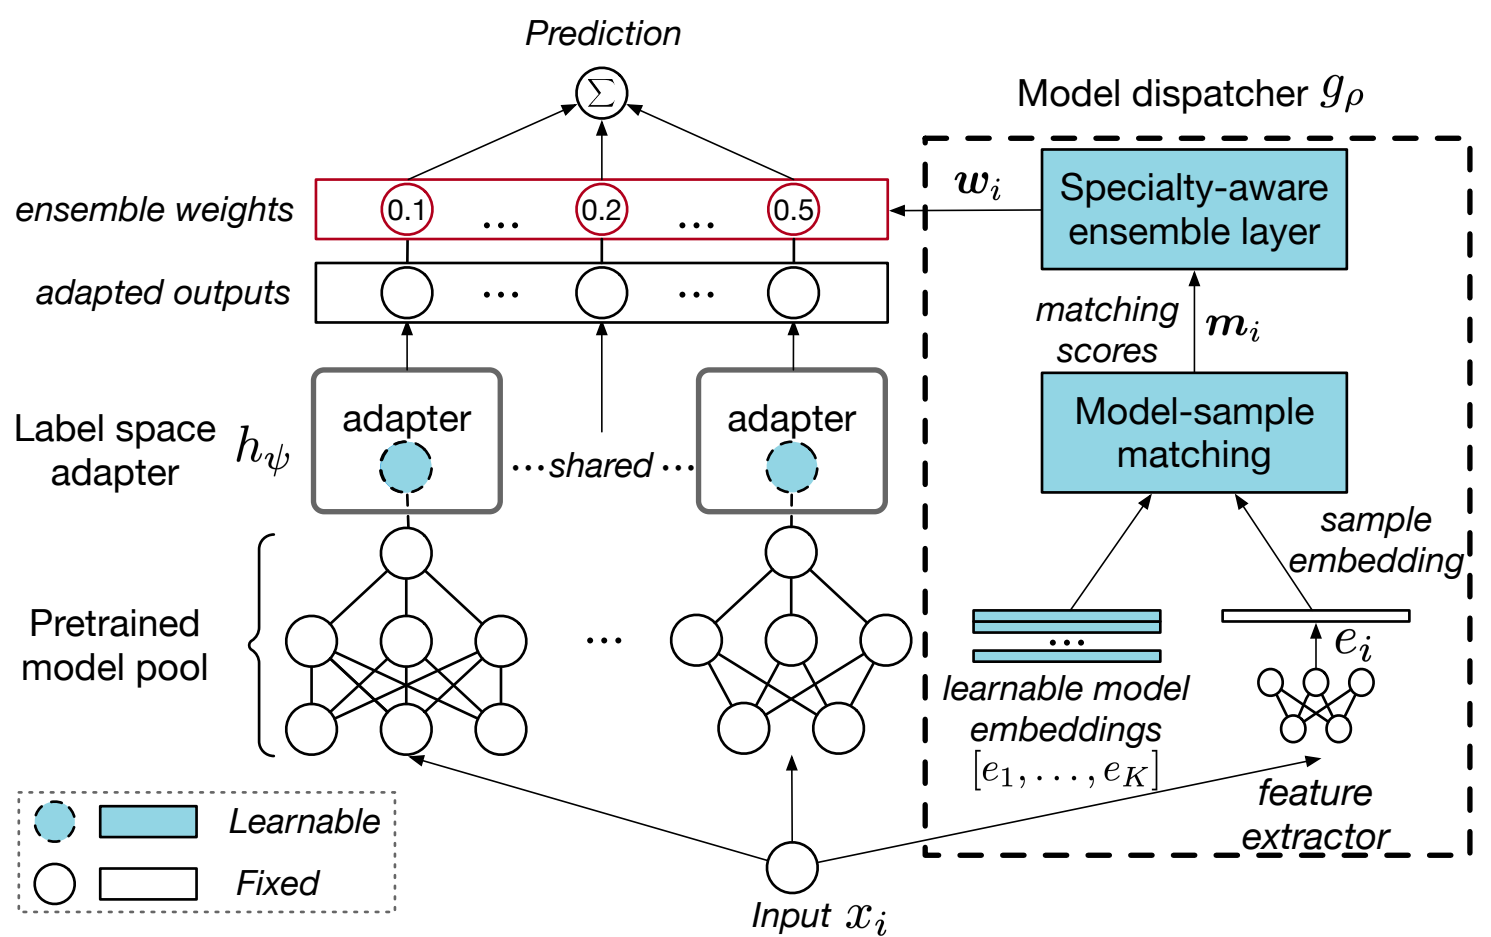 Prediction
Σ
Model dispatcher gρ
ensemble weights
0.1 ... 0.2 ... 0.5
wᵢ
Specialty-aware
ensemble layer
adapted outputs
... ...
matching
scores
mᵢ
Label space
adapter
hψ
adapter
...shared...
adapter
Model-sample
matching
sample
embedding
Pretrained
model pool
...
...
eᵢ
learnable model
embeddings
[e₁, . . . , e_K]
feature
extractor
Learnable
Fixed
Input xᵢ